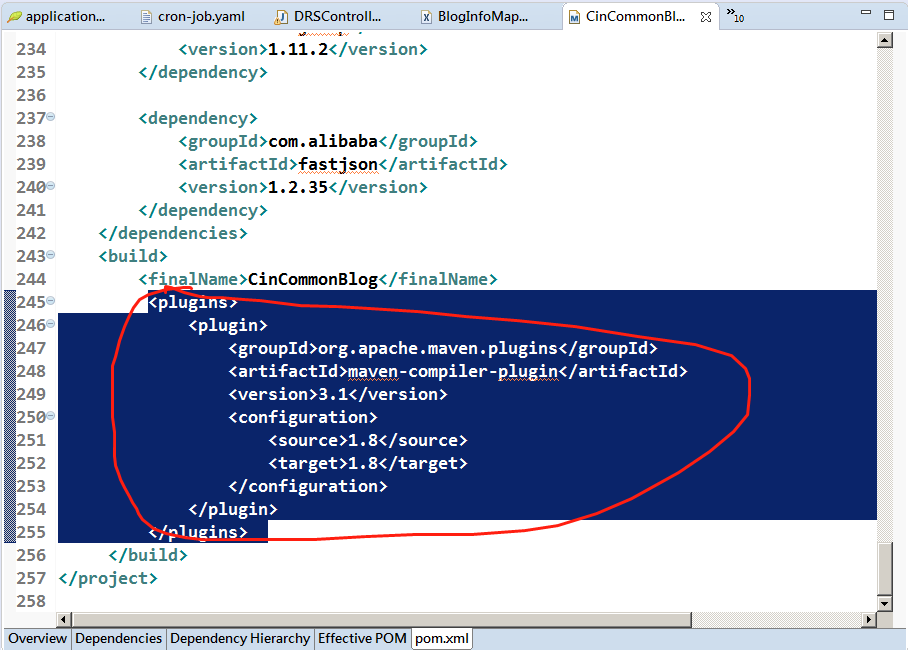 application...
cron-job.yaml
DRSControll...
BlogInfoMap...
CinCommonBl...
»10
234 <version>1.11.2</version>
235 </dependency>
236
237 <dependency>
238 <groupId>com.alibaba</groupId>
239 <artifactId>fastjson</artifactId>
240 <version>1.2.35</version>
241 </dependency>
242 </dependencies>
243 <build>
244 <finalName>CinCommonBlog</finalName>
245 <plugins>
246 <plugin>
247 <groupId>org.apache.maven.plugins</groupId>
248 <artifactId>maven-compiler-plugin</artifactId>
249 <version>3.1</version>
250 <configuration>
251 <source>1.8</source>
252 <target>1.8</target>
253 </configuration>
254 </plugin>
255 </plugins>
256 </build>
257 </project>
258
Overview
Dependencies
Dependency Hierarchy
Effective POM
pom.xml